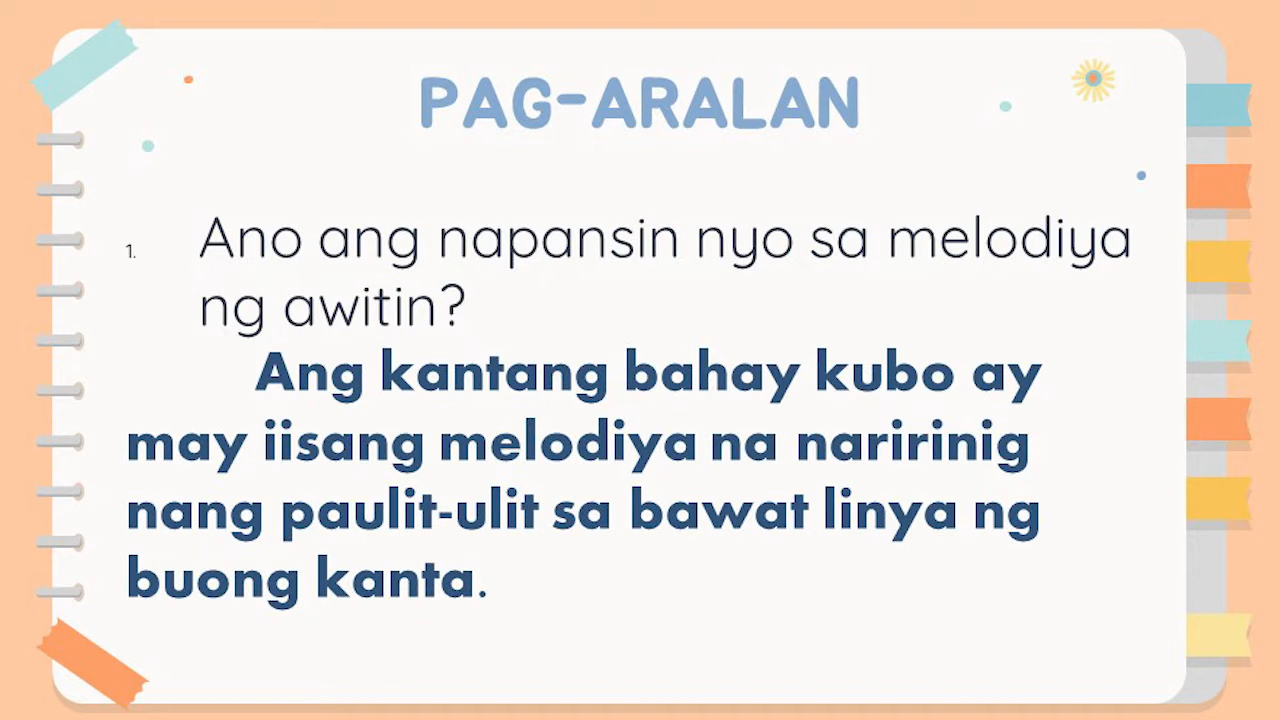 PAG-ARALAN
1. Ano ang napansin nyo sa melodiya
ng awitin?
Ang kantang bahay kubo ay
may iisang melodiya na naririnig
nang paulit-ulit sa bawat linya ng
buong kanta.